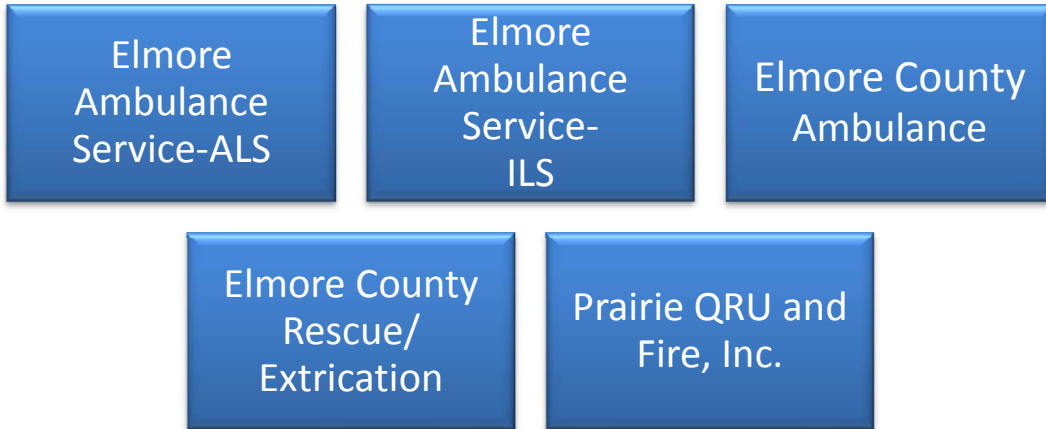 Elmore
Ambulance
Service-ALS
Elmore
Ambulance
Service-
ILS
Elmore County
Ambulance
Elmore County
Rescue/
Extrication
Prairie QRU and
Fire, Inc.